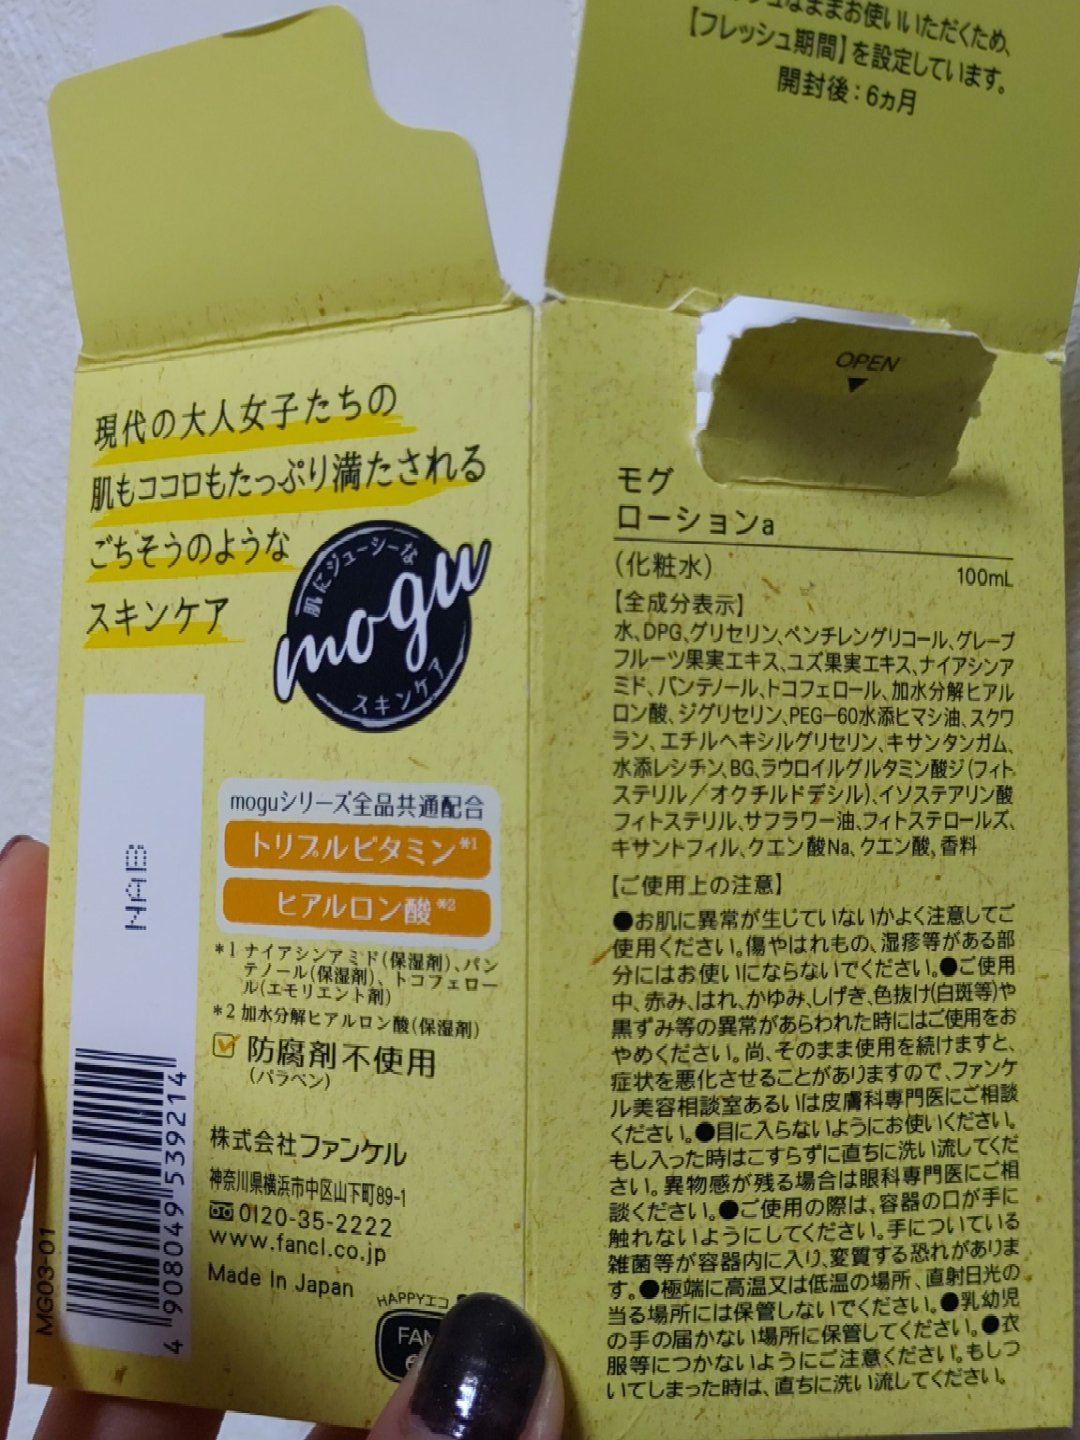 シュなままお使いいただくため、
【フレッシュ期間】を設定しています。
開封後：6ヵ月
OPEN
現代の大人女子たちの
肌もココロもたっぷり満たされる
ごちそうのような
スキンケア
肌にジューシーな
mogu
スキンケア
moguシリーズ全品共通配合
トリプルビタミン*1
ヒアルロン酸*2
*1 ナイアシンアミド(保湿剤)、パン
テノール(保湿剤)、トコフェロー
ル(エモリエント剤)
*2 加水分解ヒアルロン酸(保湿剤)
防腐剤不使用
(パラベン)
株式会社ファンケル
神奈川県横浜市中区山下町89-1
0120-35-2222
www.fancl.co.jp
Made In Japan
HAPPYエコ
FAN
4 908049 539214
MG03-01
モグ
ローションa
(化粧水)
100mL
【全成分表示】
水、DPG、グリセリン、ペンチレングリコール、グレープ
フルーツ果実エキス、ユズ果実エキス、ナイアシンア
ミド、パンテノール、トコフェロール、加水分解ヒアル
ロン酸、ジグリセリン、PEG-60水添ヒマシ油、スクワ
ラン、エチルヘキシルグリセリン、キサンタンガム、
水添レシチン、BG、ラウロイルグルタミン酸ジ(フィト
ステリル／オクチルドデシル)、イソステアリン酸
フィトステリル、サフラワー油、フィトステロールズ、
キサントフィル、クエン酸Na、クエン酸、香料
【ご使用上の注意】
●お肌に異常が生じていないかよく注意してご
使用ください。傷やはれもの、湿疹等がある部
分にはお使いにならないでください。●ご使用
中、赤み、はれ、かゆみ、しげき、色抜け(白斑等)や
黒ずみ等の異常があらわれた時にはご使用をお
やめください。尚、そのまま使用を続けますと、
症状を悪化させることがありますので、ファンケ
ル美容相談室あるいは皮膚科専門医にご相談
ください。●目に入らないようにお使いください。
もし入った時はこすらずに直ちに洗い流してくだ
さい。異物感が残る場合は眼科専門医にご相
談ください。●ご使用の際は、容器の口が手に
触れないようにしてください。手についている
雑菌等が容器内に入り、変質する恐れがありま
す。●極端に高温又は低温の場所、直射日光の
当る場所には保管しないでください。●乳幼児
の手の届かない場所に保管してください。●衣
服等につかないようにご注意ください。もしつ
いてしまった時は、直ちに洗い流してください。